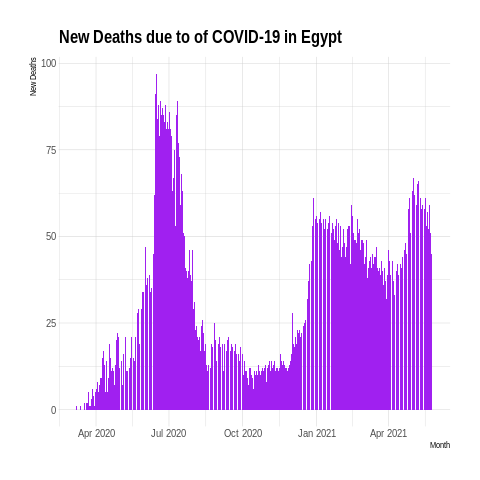 New Deaths due to of COVID-19 in Egypt
New Deaths
100
75
50
25
0
Apr 2020 Jul 2020 Oct 2020 Jan 2021 Apr 2021
Month